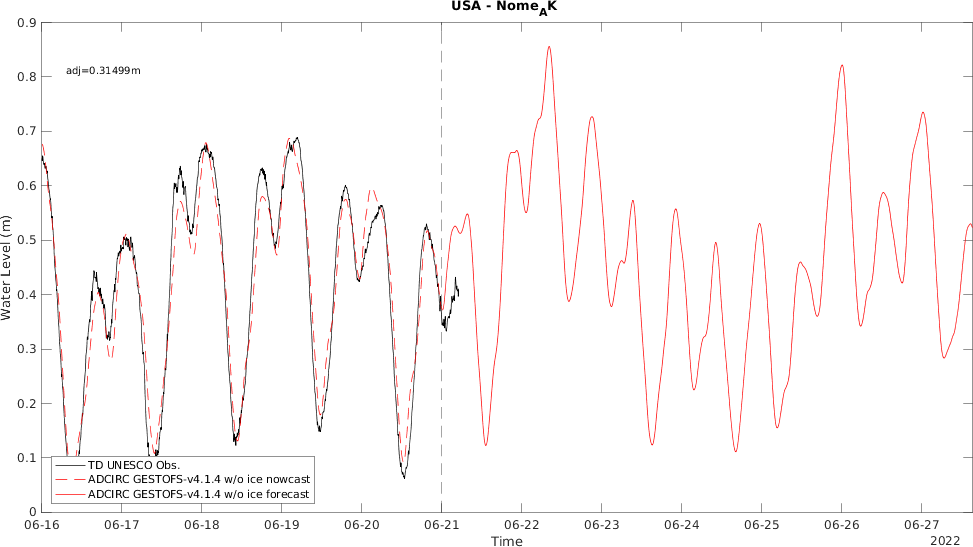 USA - Nome_AK
0.9
adj=0.31499m
0.8
0.7
0.6
0.5
0.4
0.3
0.2
0.1
0
Water Level (m)
TD UNESCO Obs.
ADCIRC GESTOFS-v4.1.4 w/o ice nowcast
ADCIRC GESTOFS-v4.1.4 w/o ice forecast
06-16 06-17 06-18 06-19 06-20 06-21 06-22 06-23 06-24 06-25 06-26 06-27
Time
2022